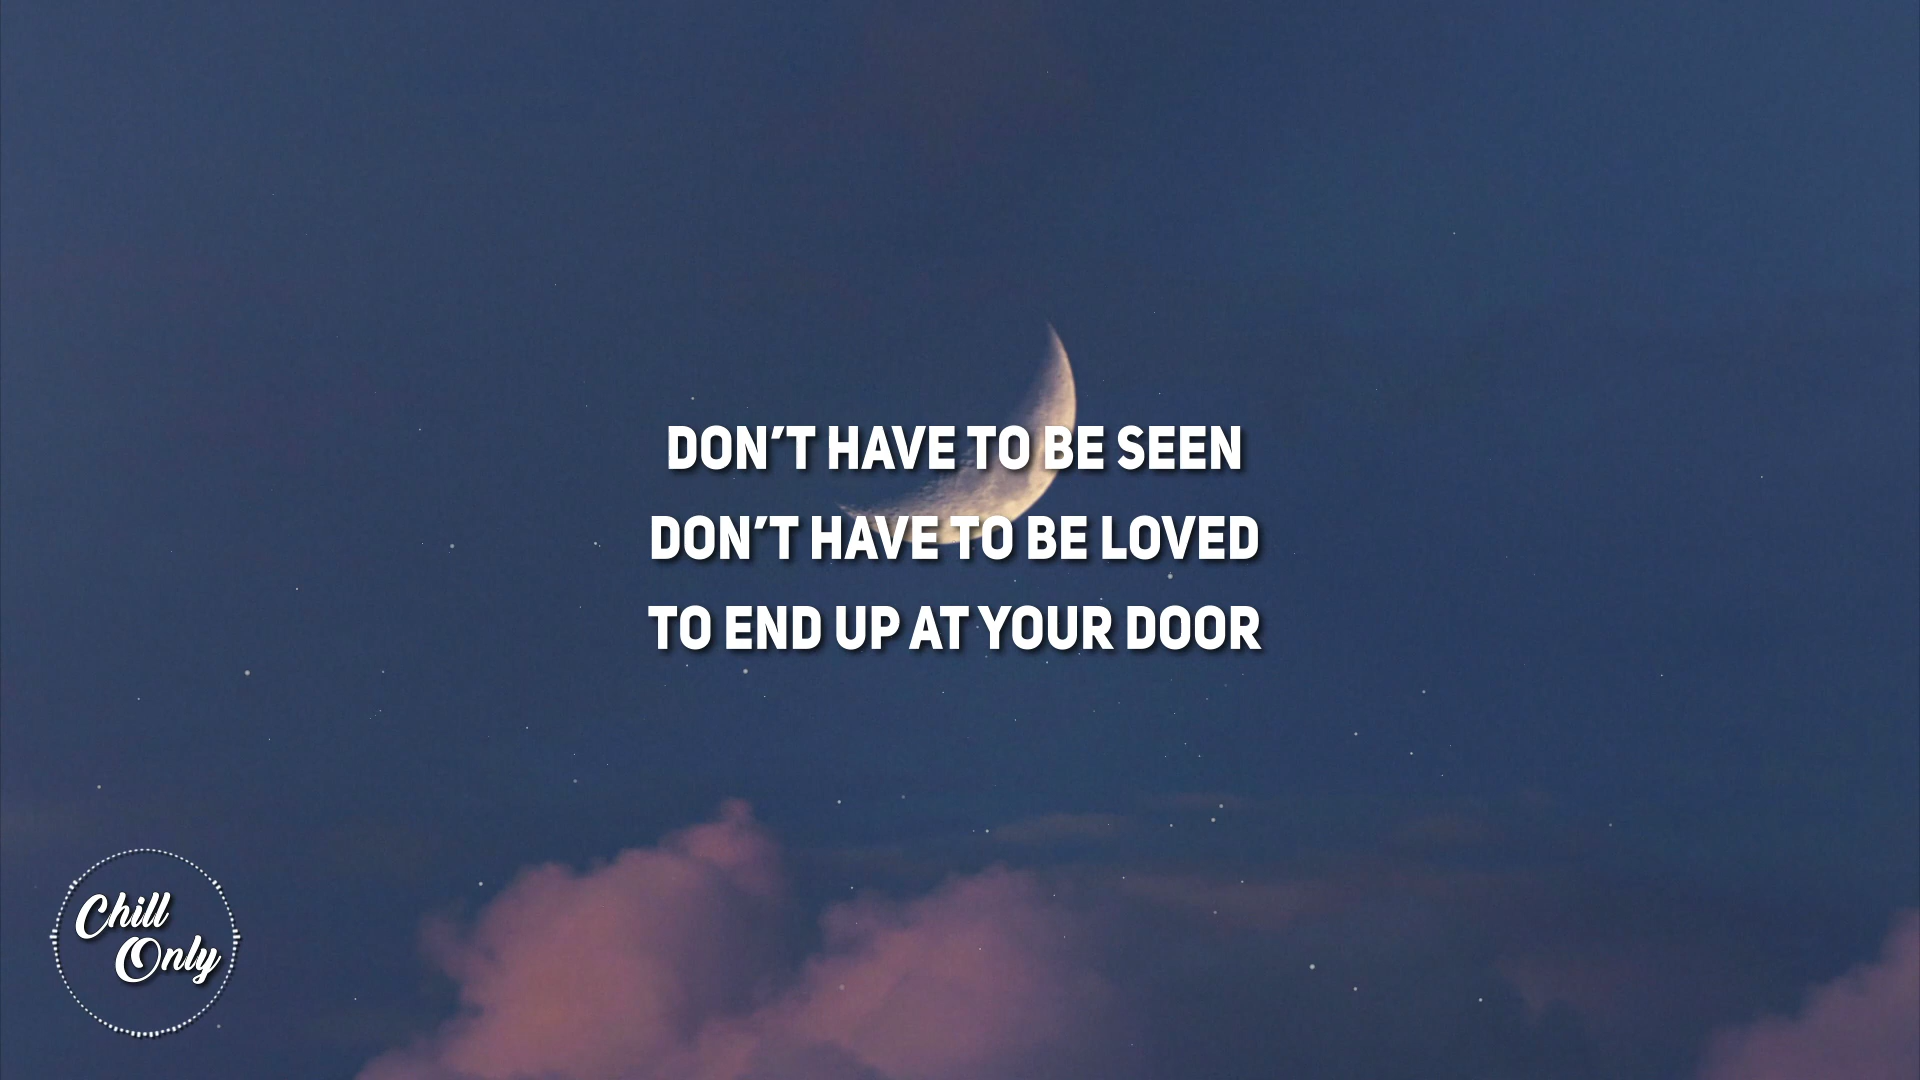 DON'T HAVE TO BE SEEN
DON'T HAVE TO BE LOVED
TO END UP AT YOUR DOOR
Chill
Only